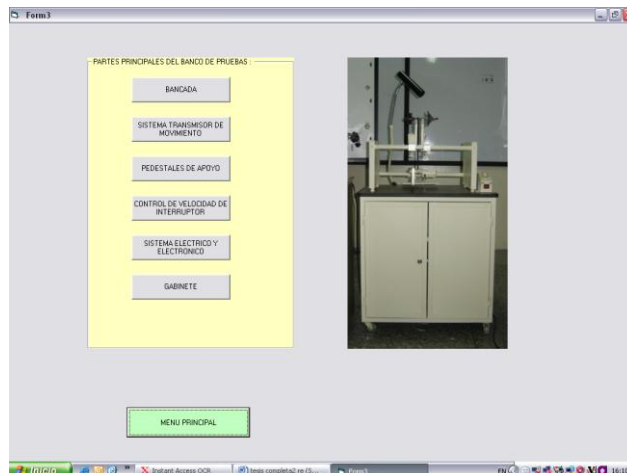 Form3
PARTES PRINCIPALES DEL BANCO DE PRUEBAS :
BANCADA
SISTEMA TRANSMISOR DE
MOVIMIENTO
PEDESTALES DE APOYO
CONTROL DE VELOCIDAD DE
INTERRUPTOR
SISTEMA ELECTRICO Y
ELECTRONICO
GABINETE
MENU PRINCIPAL
Inicio
Instant Access OCR
tesis completa2 re (S...
Form3
EN